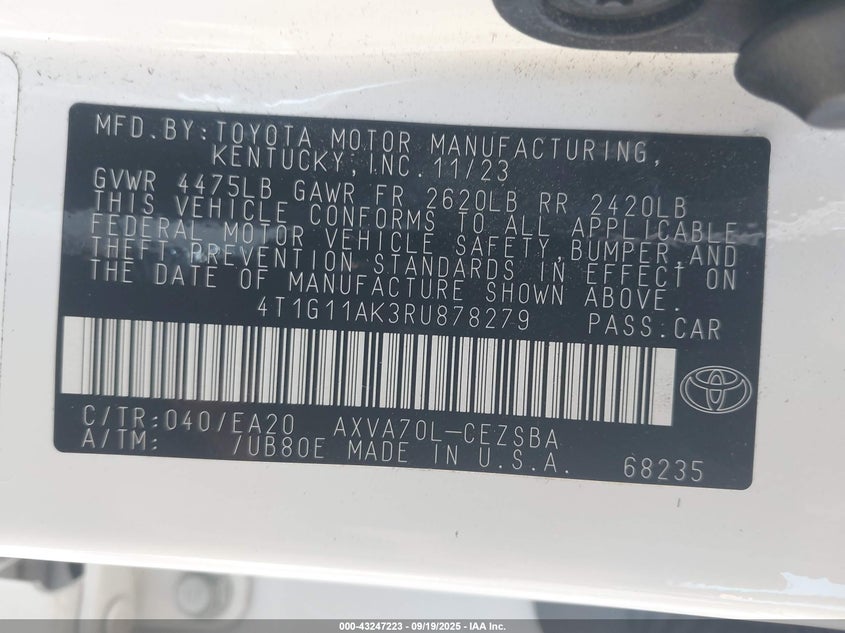 MFD.BY:TOYOTA MOTOR MANUFACTURING,
KENTUCKY,INC.11/23
GVWR 4475LB GAWR FR 2620LB RR 2420LB
THIS VEHICLE CONFORMS TO ALL APPLICABLE
FEDERAL MOTOR VEHICLE SAFETY,BUMPER,AND
THEFT PREVENTION STANDARDS IN EFFECT ON
THE DATE OF MANUFACTURE SHOWN ABOVE.
4T1G11AK3RU878279 PASS.CAR
C/TR:040/EA20 AXVA70L-CEZSBA
A/TM: /UB80E MADE IN U.S.A. 68235
000-43247223 - 09/19/2025 - IAA Inc.